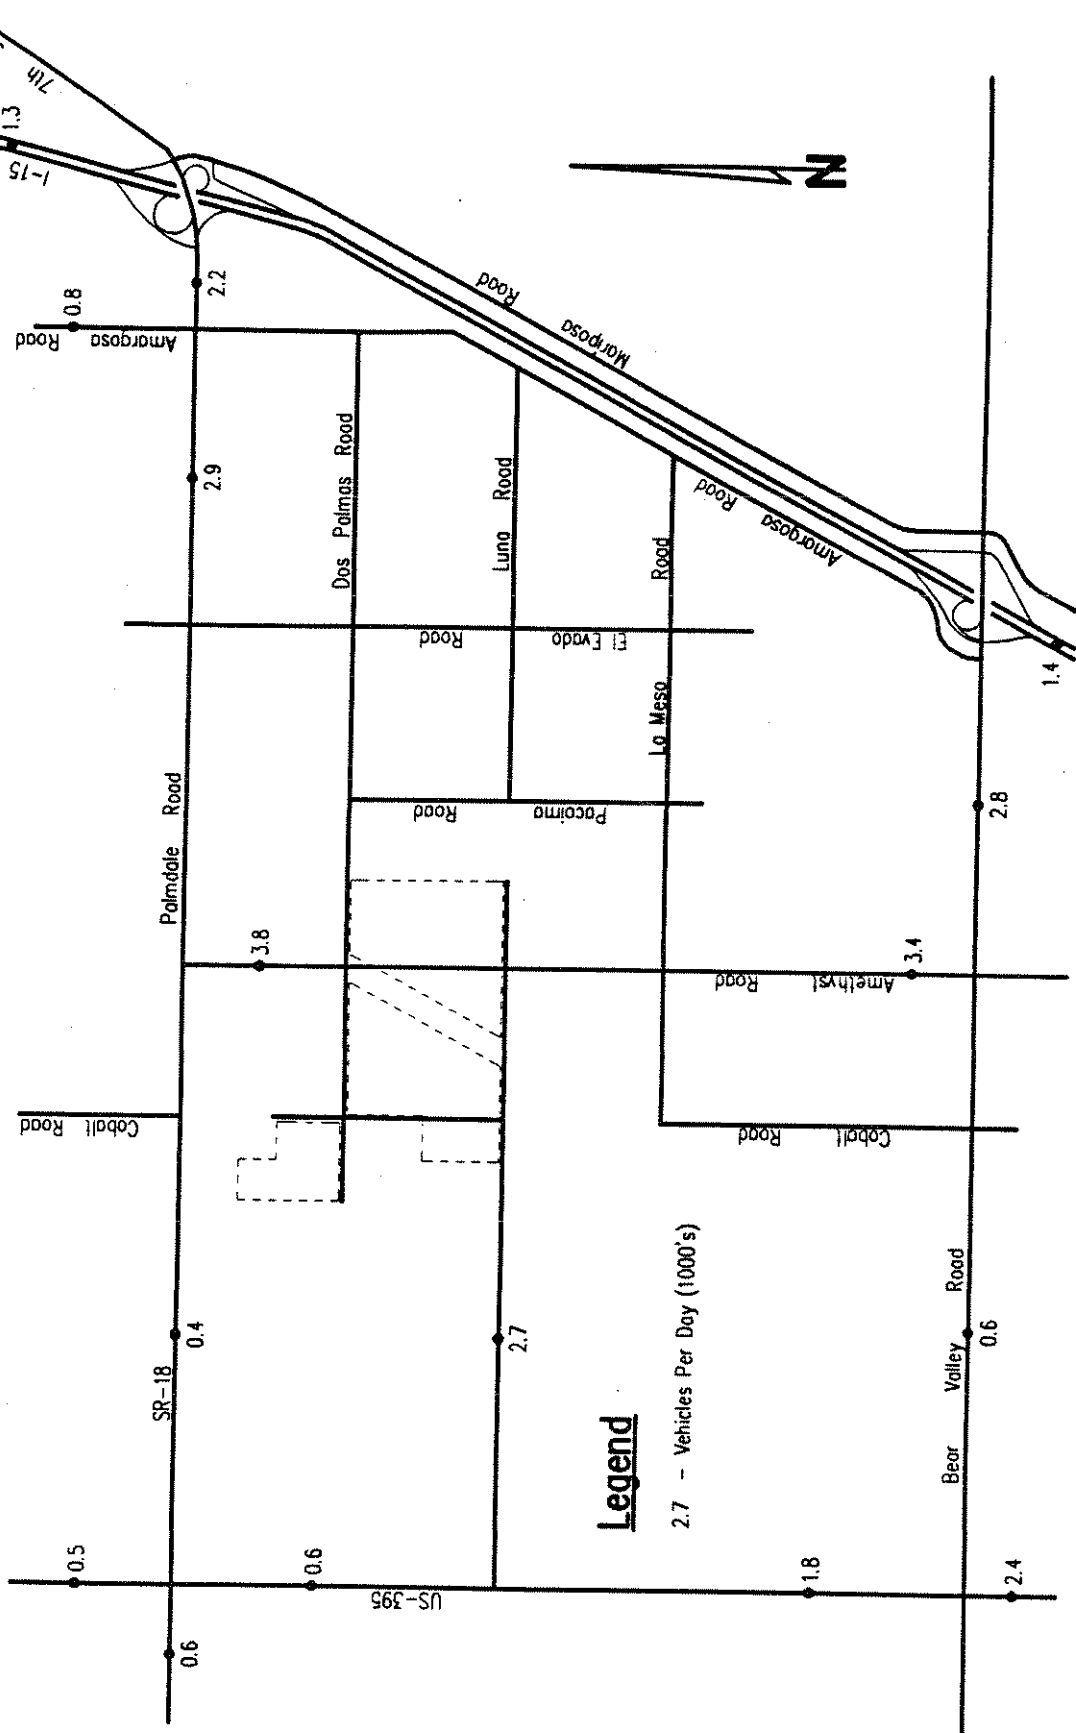 7th
1.3
I-15
2.2
0.8
Amargosa
Road
2.9
Mariposa
Road
Dos Palmas Road
Luna Road
La Mesa Road
Amargosa
Road
El Evado
Road
Pacoima
Road
Palmdale Road
3.8
1.4
2.8
3.4
Amethyst
Road
Cobalt Road
Cobalt
Road
SR-18
0.4
2.7
Legend
2.7 - Vehicles Per Day (1000's)
Bear Valley Road
0.6
0.5
0.6
US-395
1.8
2.4
0.6
N